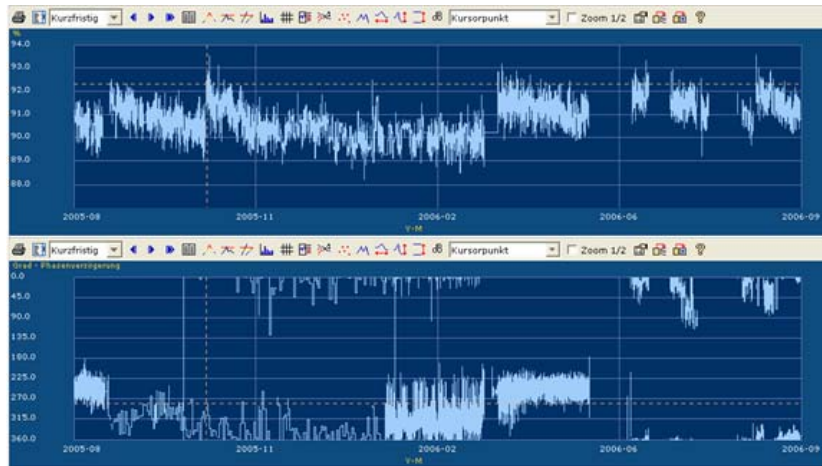 Kurzfristig Kursorpunkt Zoom 1/2
%
94.0
93.0
92.0
91.0
90.0
89.0
88.0
2005-08 2005-11 2006-02 2006-06 2006-09
Y-M
Kurzfristig Kursorpunkt Zoom 1/2
Grad - Phasenverzögerung
0.0
45.0
90.0
135.0
180.0
225.0
270.0
315.0
360.0
2005-08 2005-11 2006-02 2006-06 2006-09
Y-M